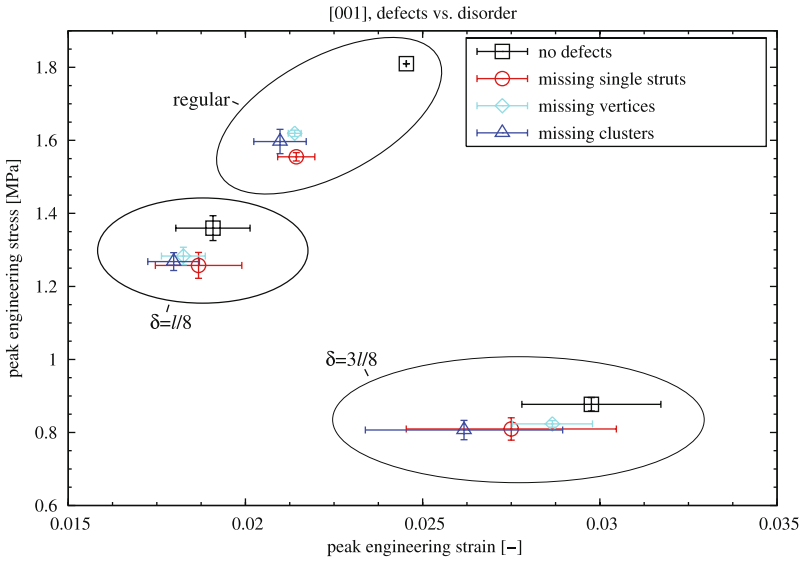 [001], defects vs. disorder
1.8
1.6
1.4
1.2
1
0.8
0.6
0.015
0.02
0.025
0.03
0.035
peak engineering stress [MPa]
peak engineering strain [−]
no defects
missing single struts
missing vertices
missing clusters
regular
δ=l/8
δ=3l/8